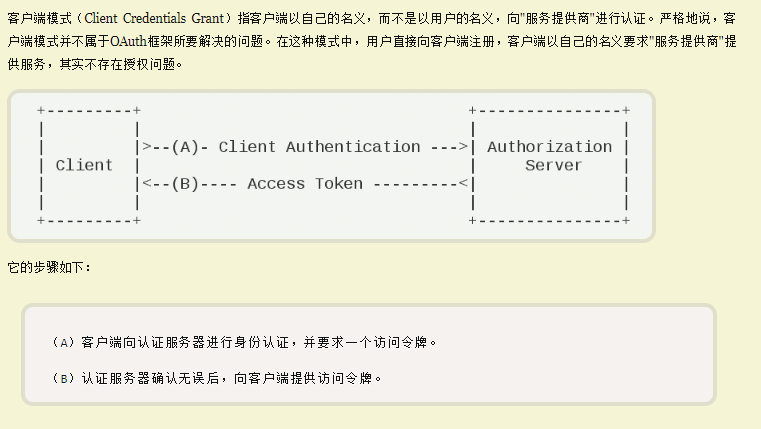 客户端模式（Client Credentials Grant）指客户端以自己的名义，而不是以用户的名义，向"服务提供商"进行认证。严格地说，客
户端模式并不属于OAuth框架所要解决的问题。在这种模式中，用户直接向客户端注册，客户端以自己的名义要求"服务提供商"提
供服务，其实不存在授权问题。
+---------+                                  +---------------+
|         |                                  |               |
|         |>--(A)- Client Authentication --->| Authorization |
| Client  |                                  |     Server    |
|         |<--(B)---- Access Token ---------<|               |
|         |                                  |               |
+---------+                                  +---------------+
它的步骤如下：
（A）客户端向认证服务器进行身份认证，并要求一个访问令牌。
（B）认证服务器确认无误后，向客户端提供访问令牌。